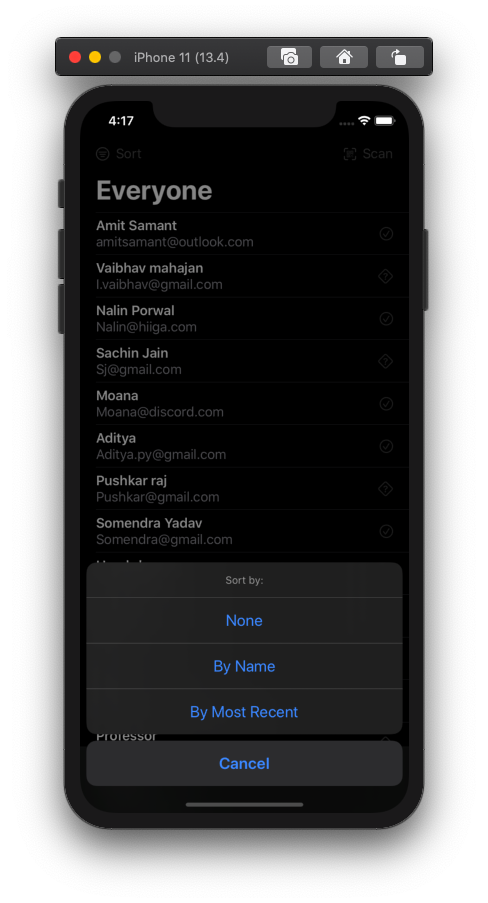 iPhone 11 (13.4)
4:17
Sort
Scan
Everyone
Amit Samant
amitsamant@outlook.com
Vaibhav mahajan
I.vaibhav@gmail.com
Nalin Porwal
Nalin@hiiga.com
Sachin Jain
Sj@gmail.com
Moana
Moana@discord.com
Aditya
Aditya.py@gmail.com
Pushkar raj
Pushkar@gmail.com
Somendra Yadav
Somendra@gmail.com
Sort by:
None
By Name
By Most Recent
Professor
Cancel